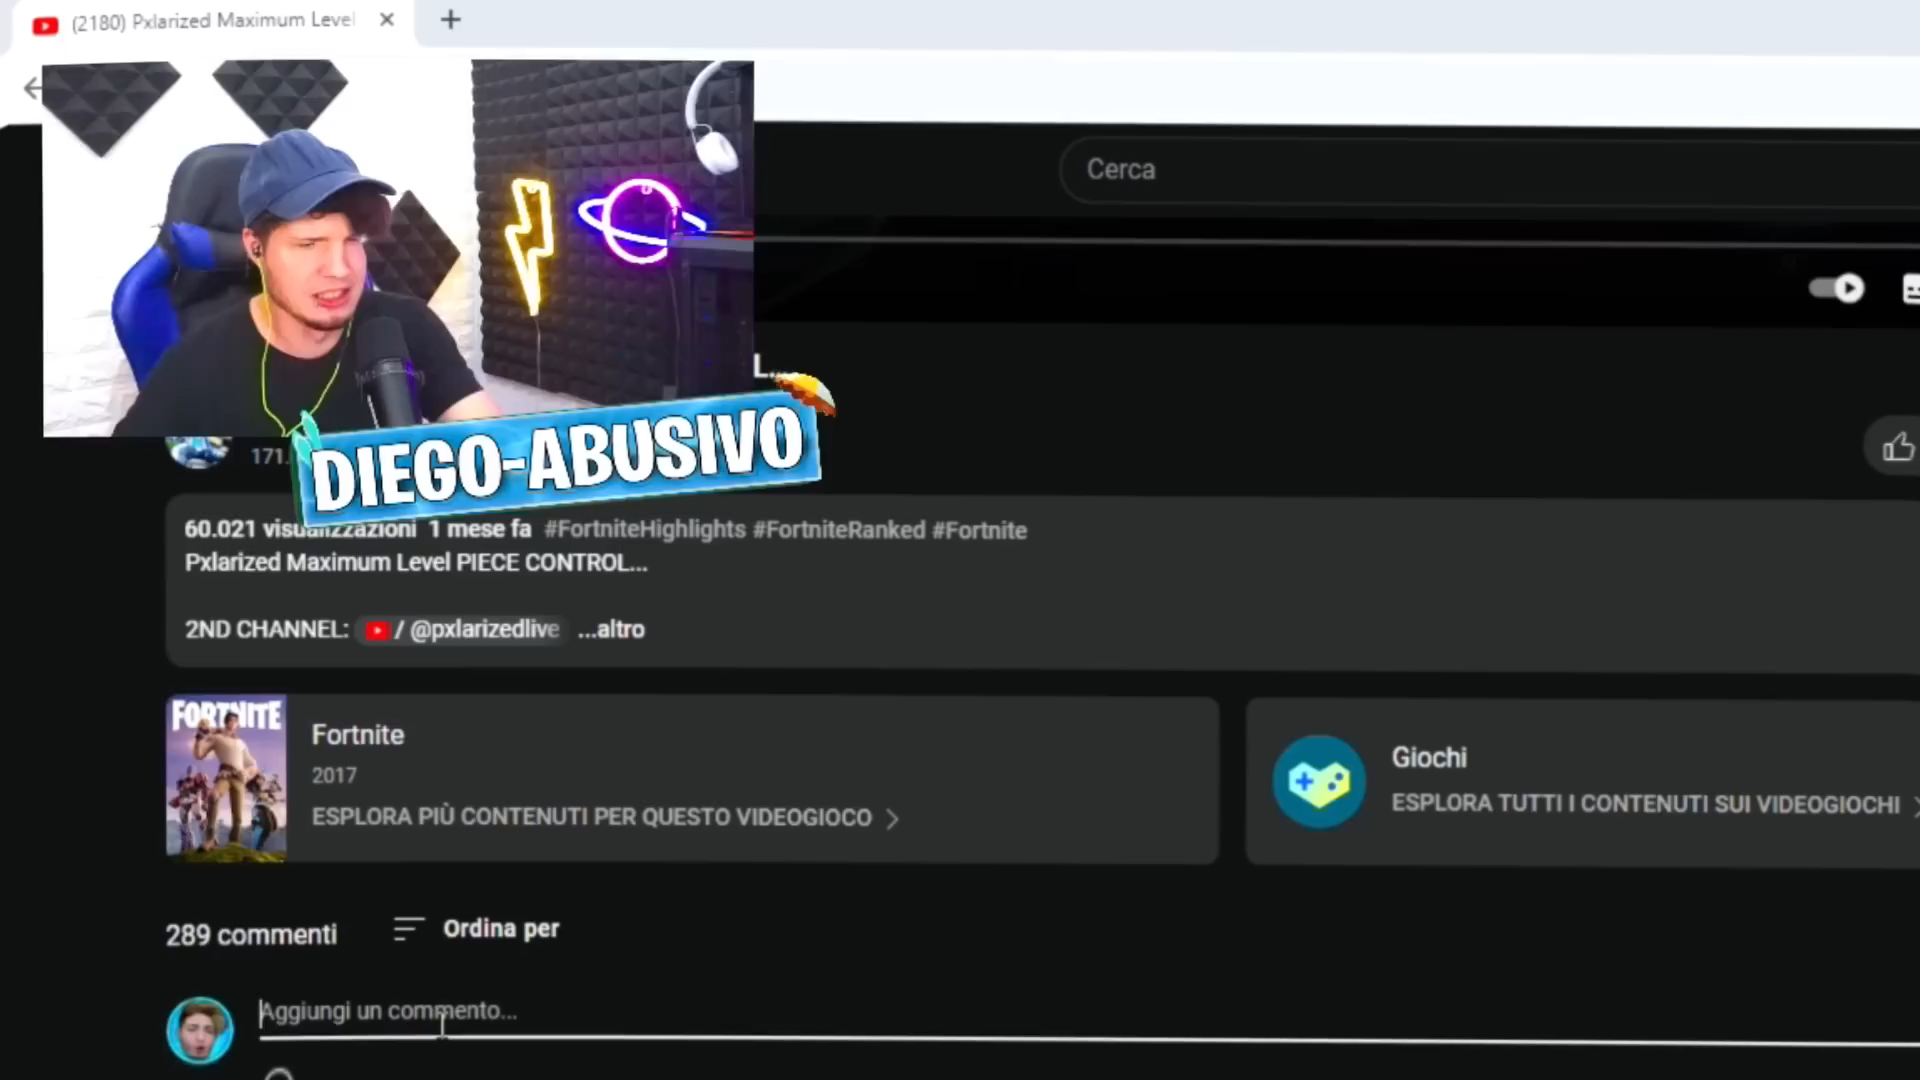 (2180) Pxlarized Maximum Level
Cerca
L...
DIEGO-ABUSIVO
171.
60.021 visualizzazioni 1 mese fa #FortniteHighlights #FortniteRanked #Fortnite
Pxlarized Maximum Level PIECE CONTROL...
2ND CHANNEL: / @pxlarizedlive ...altro
FORTNITE
Fortnite
2017
ESPLORA PIÙ CONTENUTI PER QUESTO VIDEOGIOCO
Giochi
ESPLORA TUTTI I CONTENUTI SUI VIDEOGIOCHI
289 commenti
Ordina per
Aggiungi un commento...